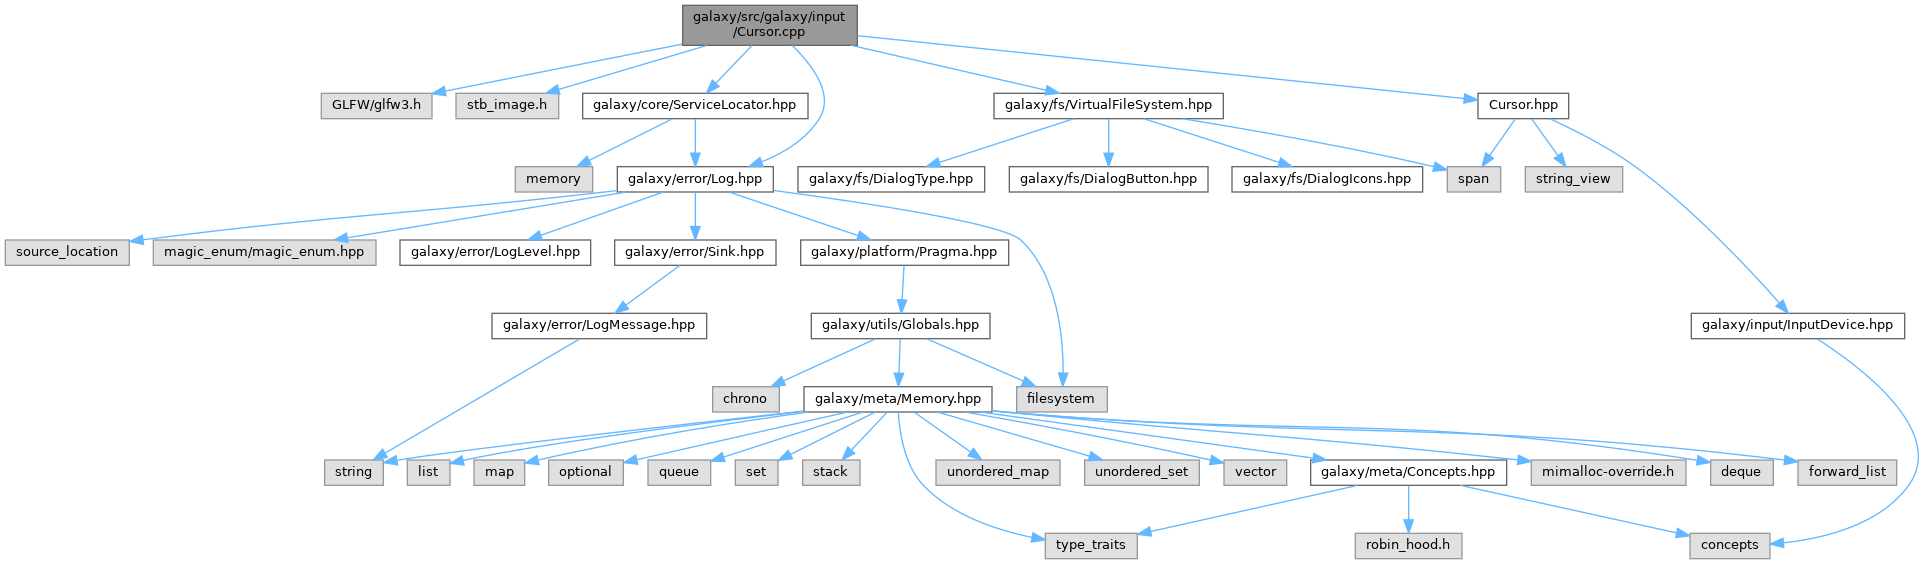 galaxy/src/galaxy/input
/Cursor.cpp
GLFW/glfw3.h
stb_image.h
galaxy/core/ServiceLocator.hpp
galaxy/fs/VirtualFileSystem.hpp
Cursor.hpp
memory
galaxy/error/Log.hpp
galaxy/fs/DialogType.hpp
galaxy/fs/DialogButton.hpp
galaxy/fs/DialogIcons.hpp
span
string_view
source_location
magic_enum/magic_enum.hpp
galaxy/error/LogLevel.hpp
galaxy/error/Sink.hpp
galaxy/platform/Pragma.hpp
galaxy/error/LogMessage.hpp
galaxy/utils/Globals.hpp
galaxy/input/InputDevice.hpp
chrono
galaxy/meta/Memory.hpp
filesystem
string
list
map
optional
queue
set
stack
unordered_map
unordered_set
vector
galaxy/meta/Concepts.hpp
mimalloc-override.h
deque
forward_list
type_traits
robin_hood.h
concepts